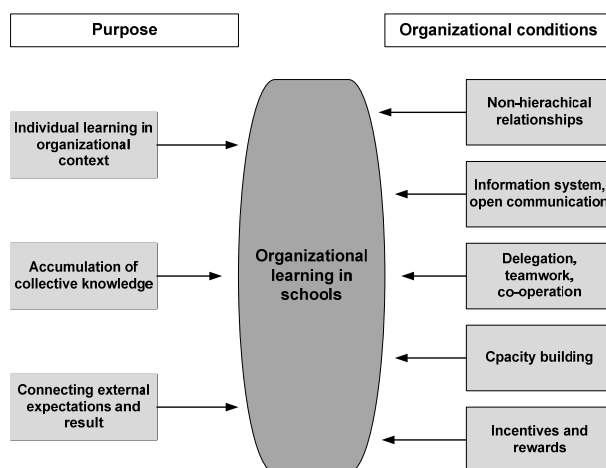 Purpose
Organizational conditions
Individual learning in
organizational
context
Accumulation of
collective knowledge
Connecting external
expectations and
result
Organizational
learning in
schools
Non-hierachical
relationships
Information system,
open communication
Delegation,
teamwork,
co-operation
Cpacity building
Incentives and
rewards